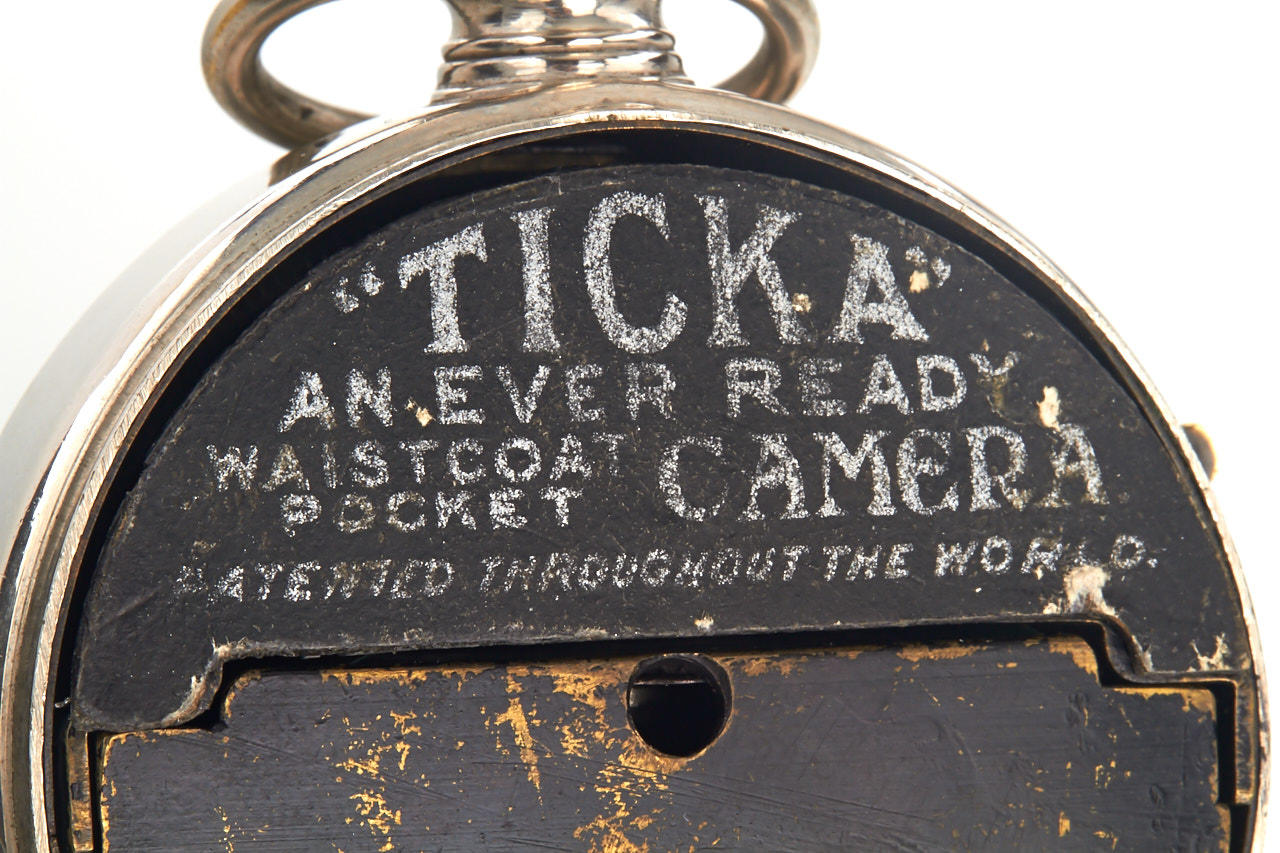 "TICKA"
AN EVER READY
WAISTCOAT POCKET CAMERA
PATENTED THROUGHOUT THE WORLD.